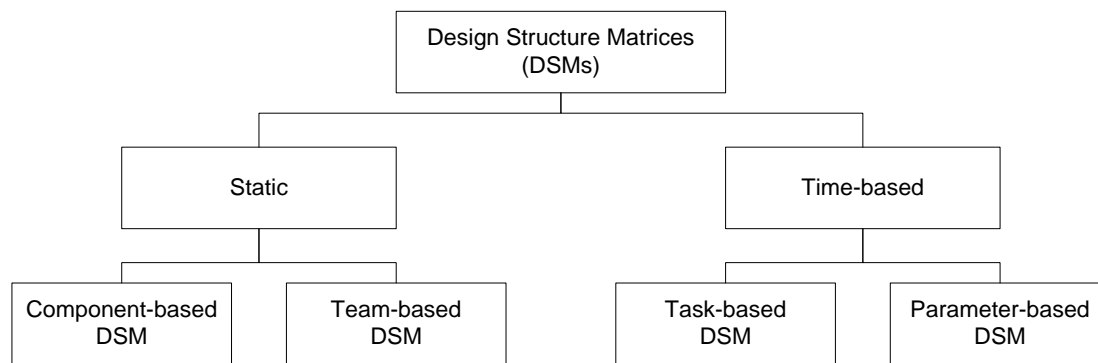 Design Structure Matrices
(DSMs)
Static
Time-based
Component-based
DSM
Team-based
DSM
Task-based
DSM
Parameter-based
DSM